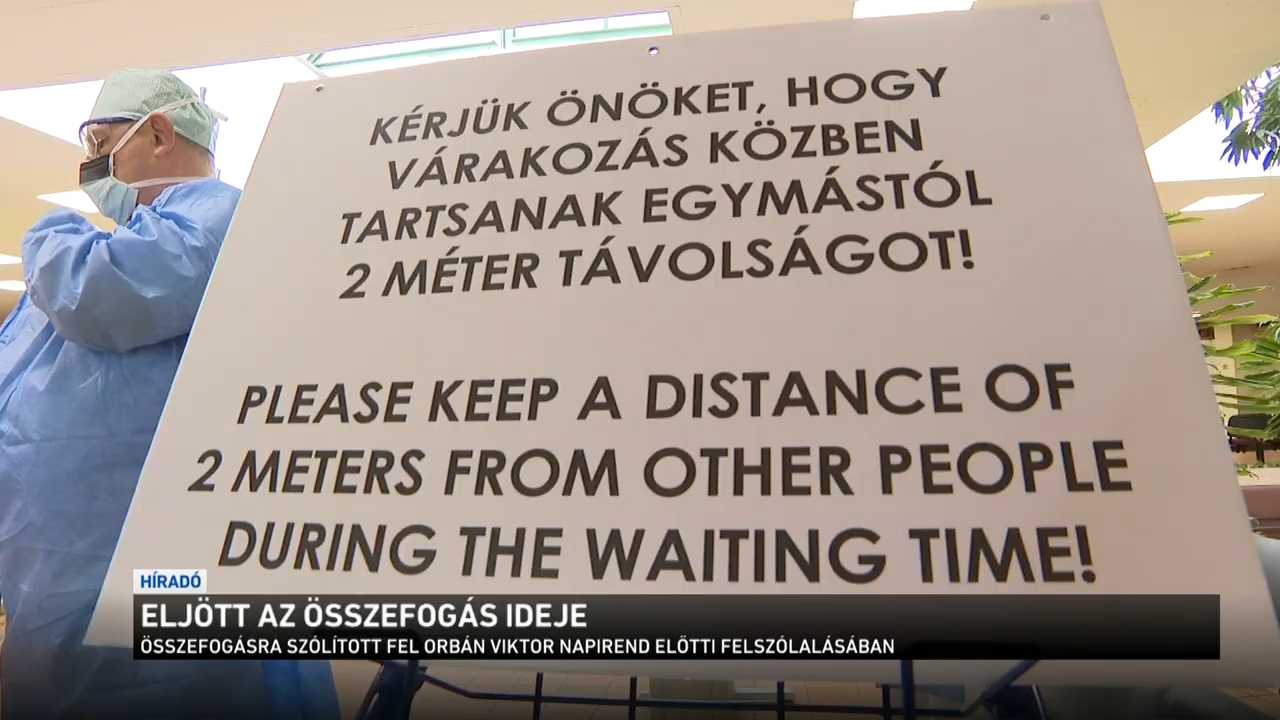 KÉRJÜK ÖNÖKET, HOGY
VÁRAKOZÁS KÖZBEN
TARTSANAK EGYMÁSTÓL
2 MÉTER TÁVOLSÁGOT!
PLEASE KEEP A DISTANCE OF
2 METERS FROM OTHER PEOPLE
DURING THE WAITING TIME!
HÍRADÓ
ELJÖTT AZ ÖSSZEFOGÁS IDEJE
ÖSSZEFOGÁSRA SZÓLÍTOTT FEL ORBÁN VIKTOR NAPIREND ELŐTTI FELSZÓLALÁSÁBAN